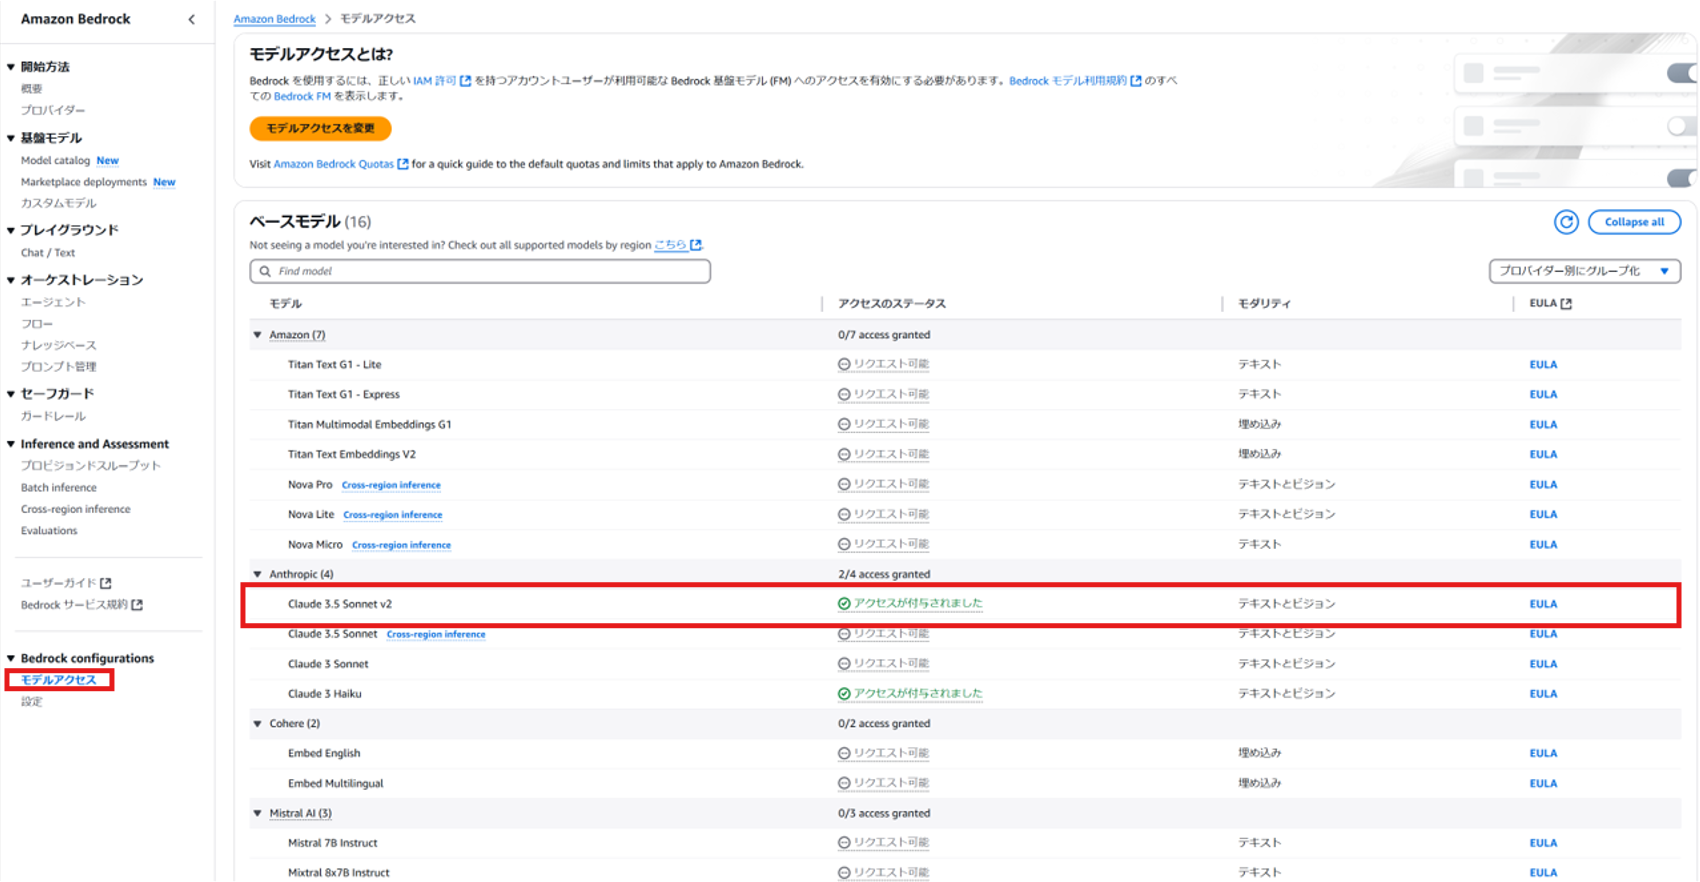 Amazon Bedrock
開始方法
概要
プロバイダー
基盤モデル
Model catalog New
Marketplace deployments New
カスタムモデル
プレイグラウンド
Chat / Text
オーケストレーション
エージェント
フロー
ナレッジベース
プロンプト管理
セーフガード
ガードレール
Inference and Assessment
プロビジョンドスループット
Batch inference
Cross-region inference
Evaluations
ユーザーガイド
Bedrock サービス規約
Bedrock configurations
モデルアクセス
設定
Amazon Bedrock > モデルアクセス
モデルアクセスとは?
Bedrock を使用するには、正しい IAM 許可 を持つアカウントユーザーが利用可能な Bedrock 基盤モデル (FM) へのアクセスを有効にする必要があります。Bedrock モデル利用規約 のすべ
ての Bedrock FM を表示します。
モデルアクセスを変更
Visit Amazon Bedrock Quotas for a quick guide to the default quotas and limits that apply to Amazon Bedrock.
ベースモデル (16)
Collapse all
Not seeing a model you're interested in? Check out all supported models by region こちら.
Find model
プロバイダー別にグループ化
モデル アクセスのステータス モダリティ EULA
Amazon (7) 0/7 access granted
Titan Text G1 - Lite リクエスト可能 テキスト EULA
Titan Text G1 - Express リクエスト可能 テキスト EULA
Titan Multimodal Embeddings G1 リクエスト可能 埋め込み EULA
Titan Text Embeddings V2 リクエスト可能 埋め込み EULA
Nova Pro Cross-region inference リクエスト可能 テキストとビジョン EULA
Nova Lite Cross-region inference リクエスト可能 テキストとビジョン EULA
Nova Micro Cross-region inference リクエスト可能 テキスト EULA
Anthropic (4) 2/4 access granted
Claude 3.5 Sonnet v2 アクセスが付与されました テキストとビジョン EULA
Claude 3.5 Sonnet Cross-region inference リクエスト可能 テキストとビジョン EULA
Claude 3 Sonnet リクエスト可能 テキストとビジョン EULA
Claude 3 Haiku アクセスが付与されました テキストとビジョン EULA
Cohere (2) 0/2 access granted
Embed English リクエスト可能 埋め込み EULA
Embed Multilingual リクエスト可能 埋め込み EULA
Mistral AI (3) 0/3 access granted
Mistral 7B Instruct リクエスト可能 テキスト EULA
Mixtral 8x7B Instruct リクエスト可能 テキスト EULA